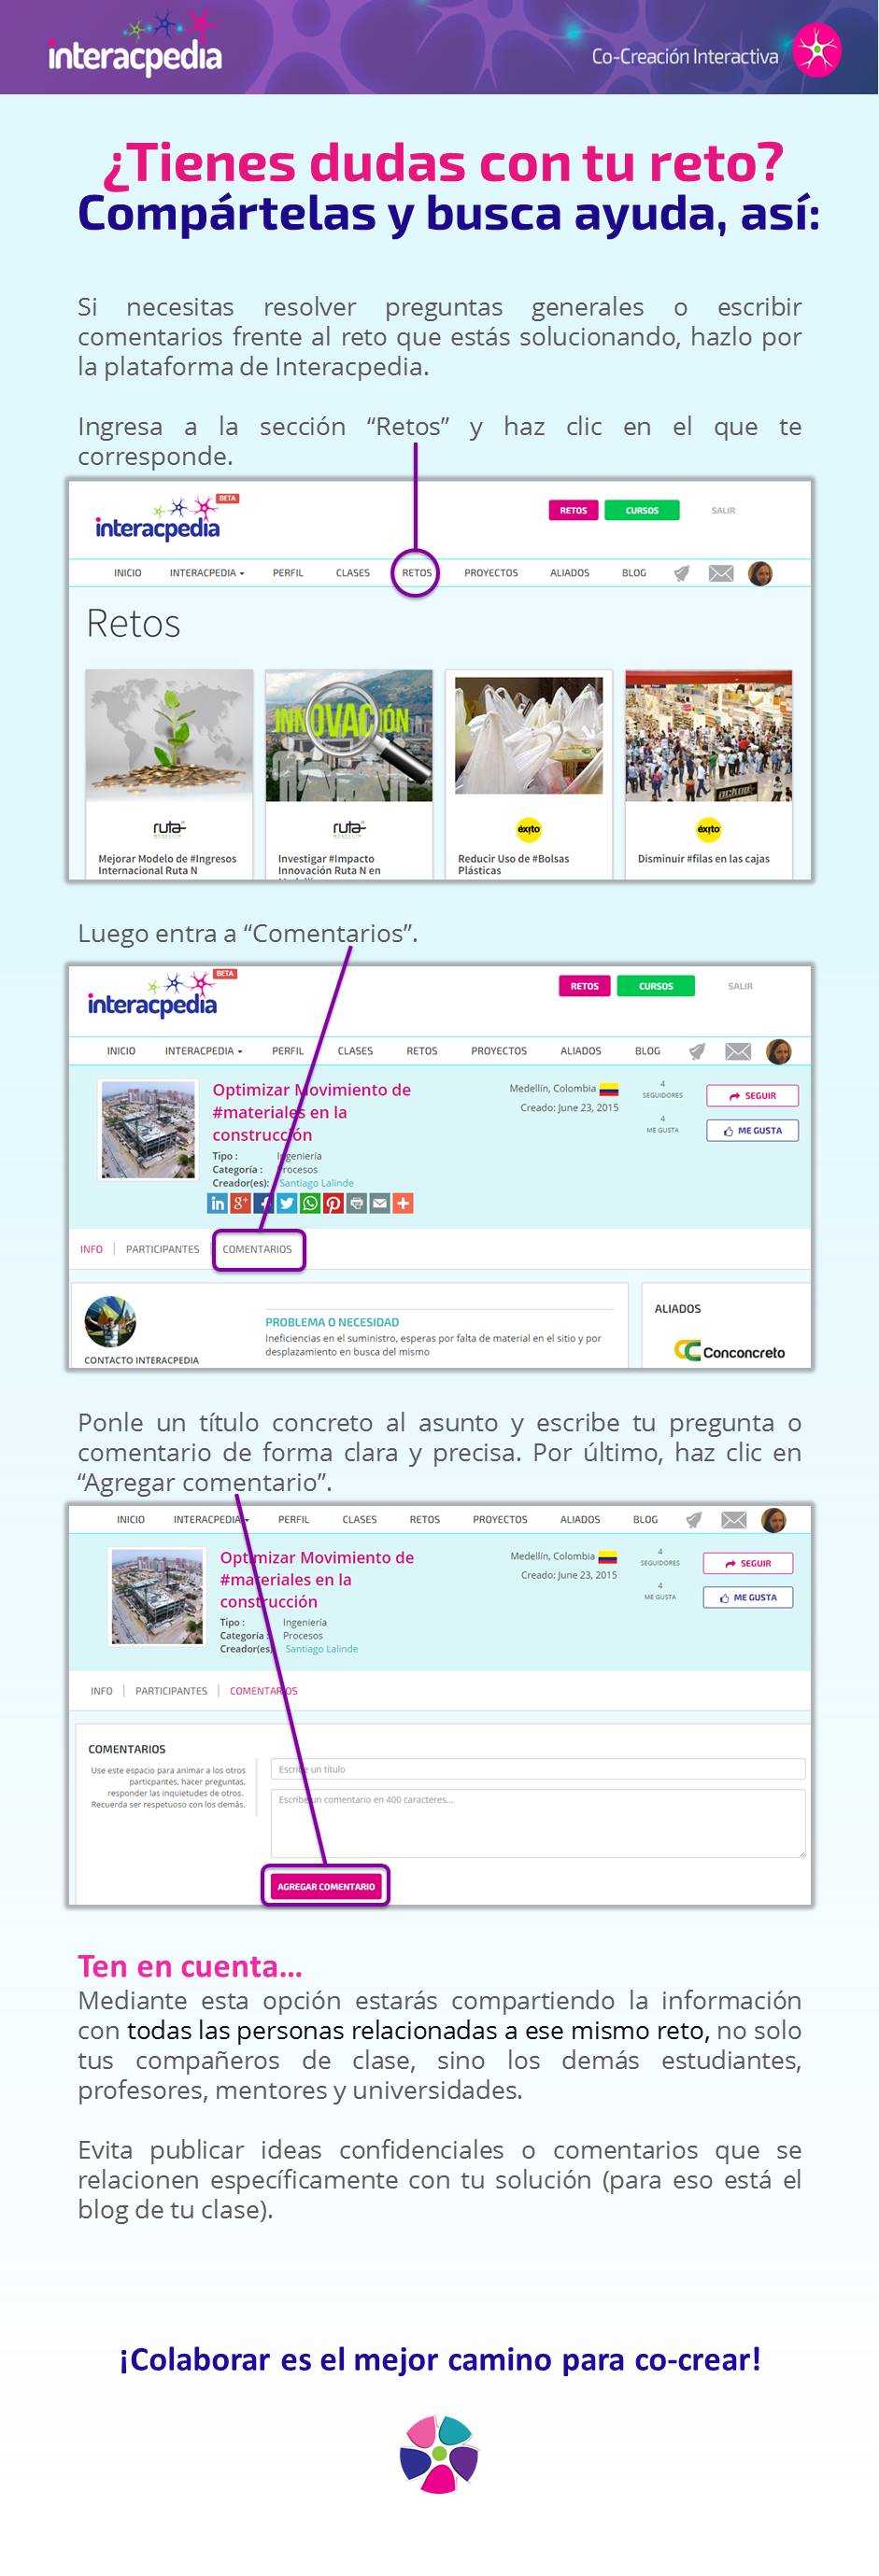 interacpedia
Co-Creación Interactiva
¿Tienes dudas con tu reto?
Compártelas y busca ayuda, así:
Si necesitas resolver preguntas generales o escribir
comentarios frente al reto que estás solucionando, hazlo por
la plataforma de Interacpedia.
Ingresa a la sección “Retos” y haz clic en el que te
corresponde.
interacpedia BETA
RETOS CURSOS SALIR
INICIO INTERACPEDIA PERFIL CLASES RETOS PROYECTOS ALIADOS BLOG
Retos
INNOVACIÓN
ruta ruta éxito éxito
Mejorar Modelo de #Ingresos
Internacional Ruta N
Investigar #Impacto
Innovación Ruta N en
Reducir Uso de #Bolsas
Plásticas
Disminuir #filas en las cajas
Luego entra a “Comentarios”.
interacpedia BETA
RETOS CURSOS SALIR
INICIO INTERACPEDIA PERFIL CLASES RETOS PROYECTOS ALIADOS BLOG
Optimizar Movimiento de
#materiales en la
construcción
Tipo : Ingeniería
Categoría : Procesos
Creador(es): Santiago Lalinde
Medellín, Colombia
Creado: June 23, 2015
4
SEGUIDORES
4
ME GUSTA
SEGUIR
ME GUSTA
INFO PARTICIPANTES COMENTARIOS
CONTACTO INTERACPEDIA
PROBLEMA O NECESIDAD
Ineficiencias en el suministro, esperas por falta de material en el sitio y por
desplazamiento en busca del mismo
ALIADOS
Conconcreto
Ponle un título concreto al asunto y escribe tu pregunta o
comentario de forma clara y precisa. Por último, haz clic en
“Agregar comentario”.
INICIO INTERACPEDIA PERFIL CLASES RETOS PROYECTOS ALIADOS BLOG
Optimizar Movimiento de
#materiales en la
construcción
Tipo : Ingeniería
Categoría : Procesos
Creador(es) Santiago Lalinde
Medellín, Colombia
Creado: June 23, 2015
4
SEGUIDORES
4
ME GUSTA
SEGUIR
ME GUSTA
INFO PARTICIPANTES COMENTARIOS
COMENTARIOS
Use este espacio para animar a los otros
particpantes, hacer preguntas,
responder las inquietudes de otros.
Recuerda ser respetuoso con los demás.
Escribe un título
Escribe un comentario en 400 caracteres...
AGREGAR COMENTARIO
Ten en cuenta...
Mediante esta opción estarás compartiendo la información
con todas las personas relacionadas a ese mismo reto, no solo
tus compañeros de clase, sino los demás estudiantes,
profesores, mentores y universidades.
Evita publicar ideas confidenciales o comentarios que se
relacionen específicamente con tu solución (para eso está el
blog de tu clase).
¡Colaborar es el mejor camino para co-crear!